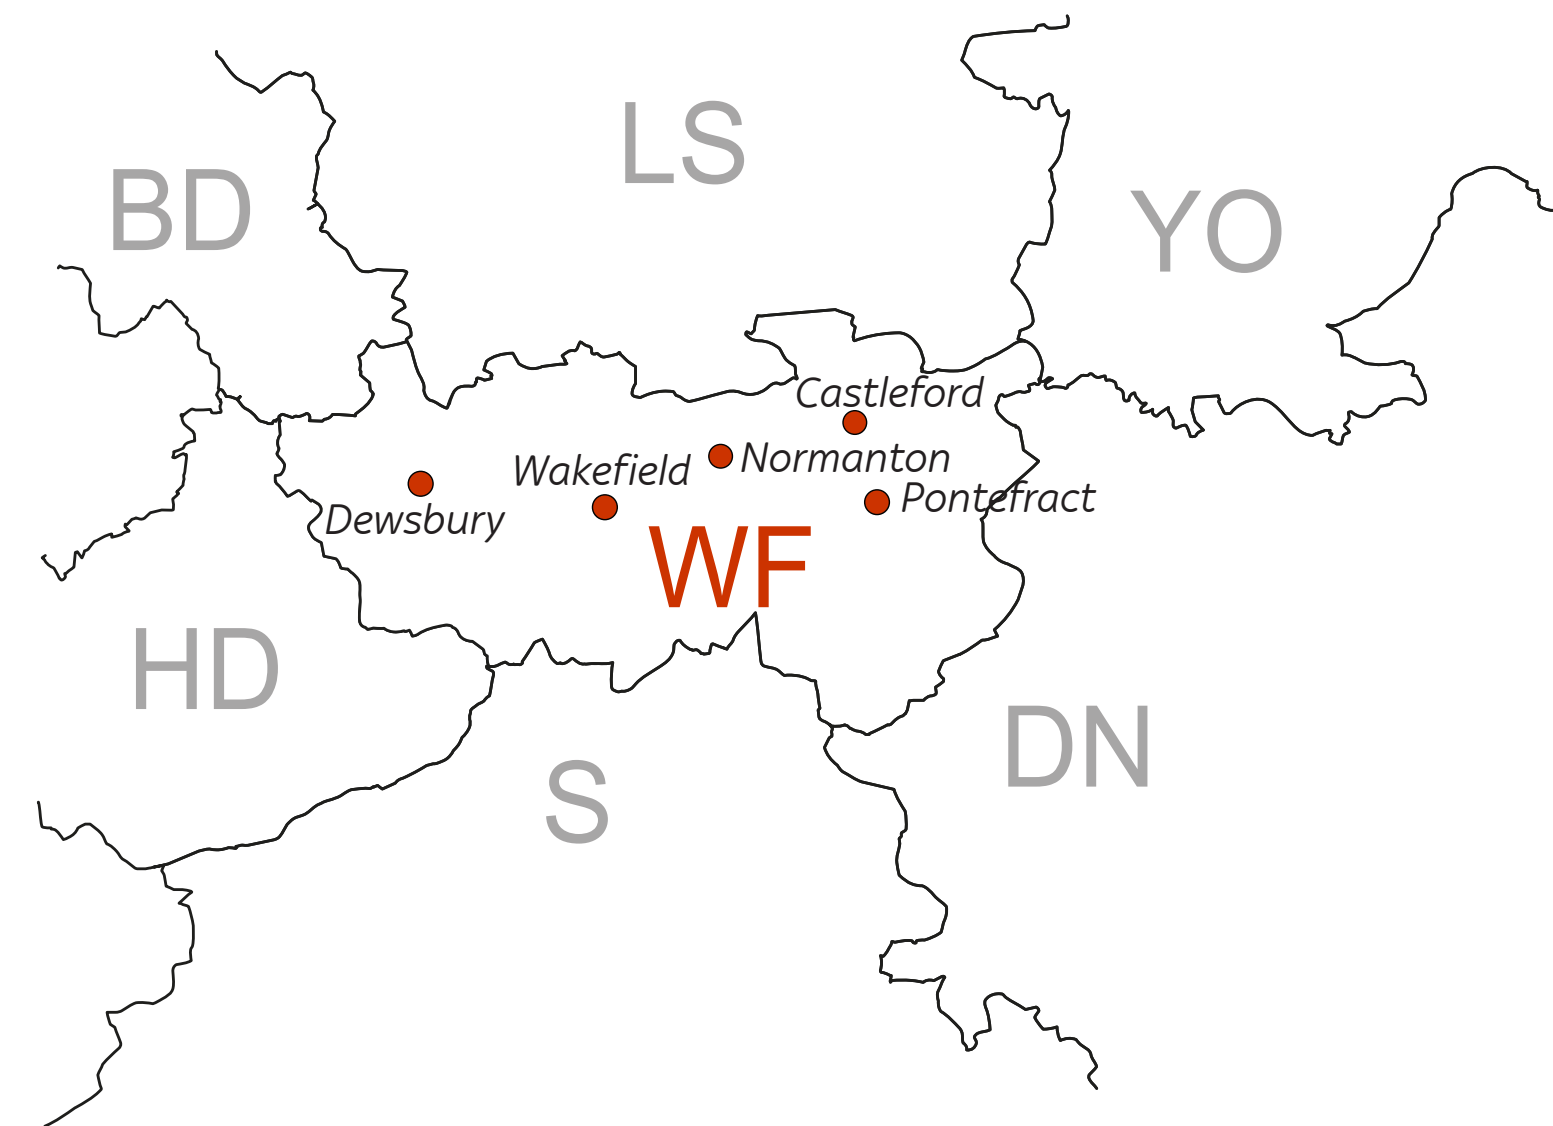 LS
BD
YO
Castleford
Normanton
Wakefield
Pontefract
Dewsbury
WF
HD
DN
S